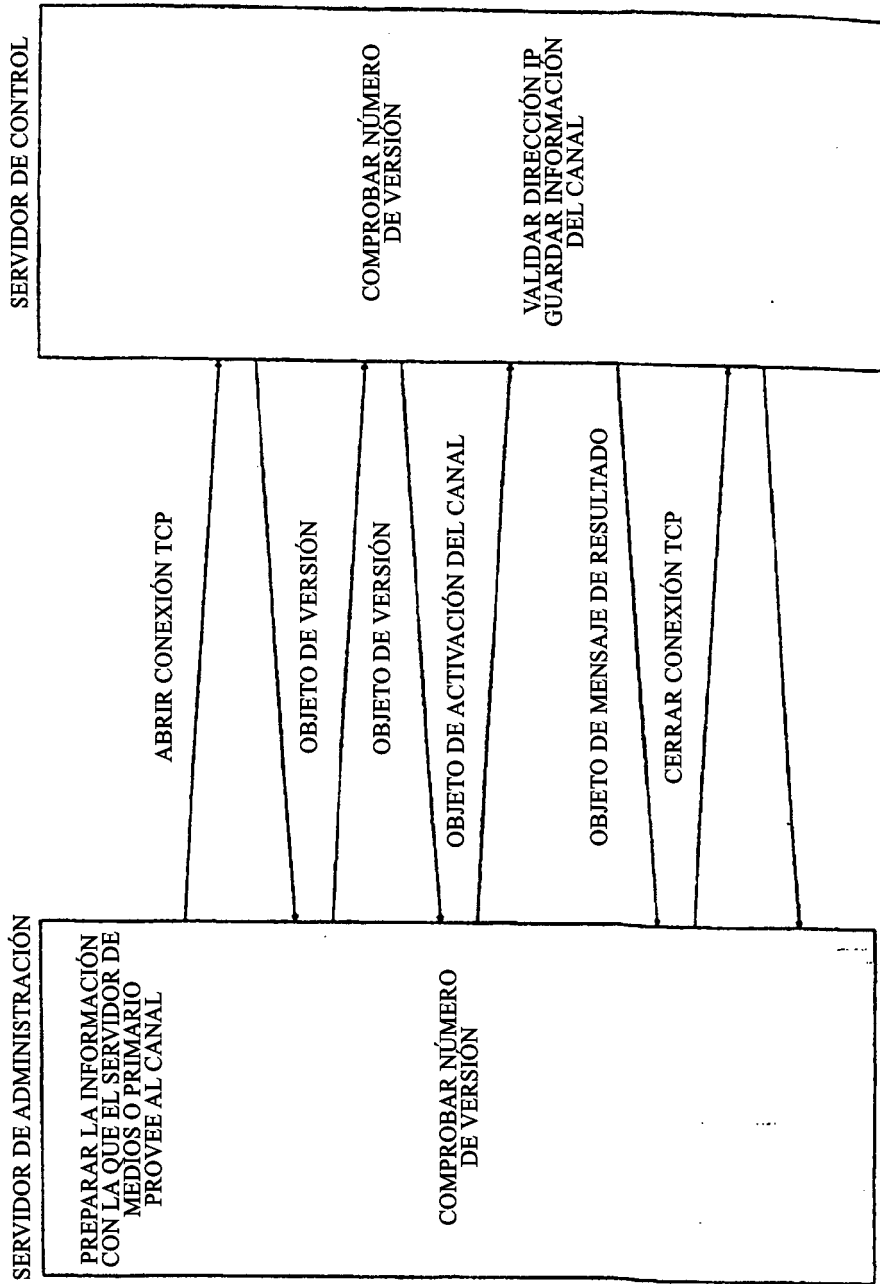 SERVIDOR DE ADMINISTRACIÓN
PREPARAR LA INFORMACIÓN
CON LA QUE EL SERVIDOR DE
MEDIOS O PRIMARIO
PROVEE AL CANAL
COMPROBAR NÚMERO
DE VERSIÓN
ABRIR CONEXIÓN TCP
OBJETO DE VERSIÓN
OBJETO DE VERSIÓN
OBJETO DE ACTIVACIÓN DEL CANAL
OBJETO DE MENSAJE DE RESULTADO
CERRAR CONEXIÓN TCP
SERVIDOR DE CONTROL
COMPROBAR NÚMERO
DE VERSIÓN
VALIDAR DIRECCIÓN IP
GUARDAR INFORMACIÓN
DEL CANAL